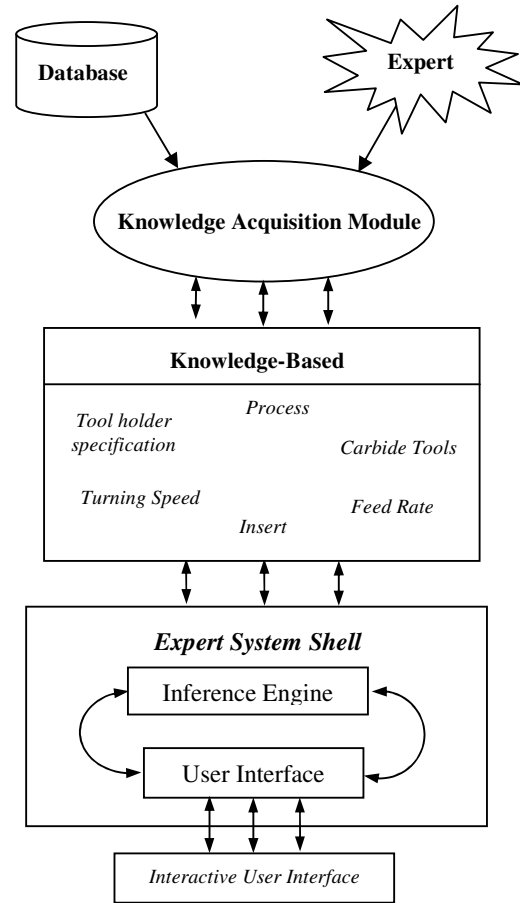 Database
Expert
Knowledge Acquisition Module
Knowledge-Based
Process
Tool holder
specification
Carbide Tools
Turning Speed
Feed Rate
Insert
Expert System Shell
Inference Engine
User Interface
Interactive User Interface